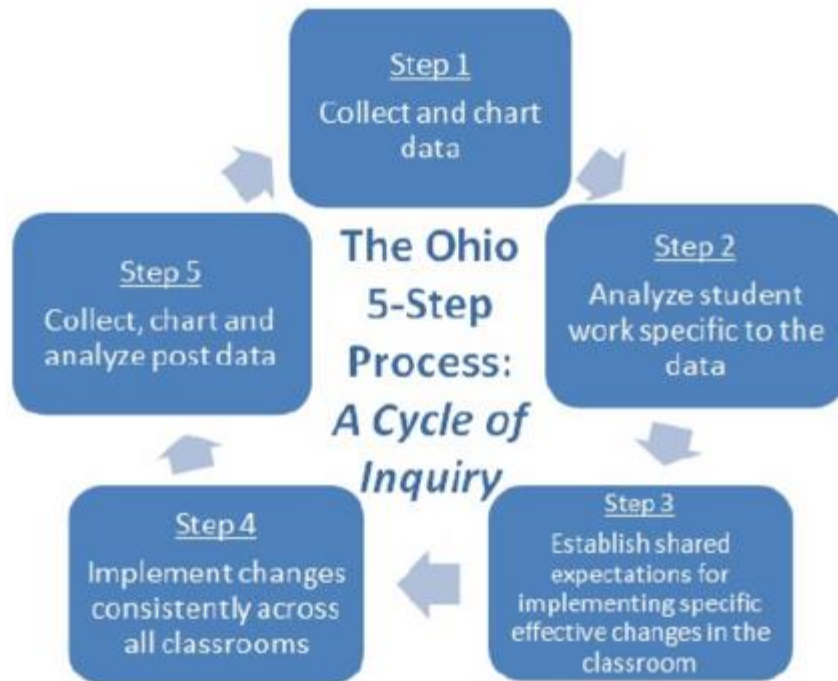 Step 1
Collect and chart
data
Step 2
Analyze student
work specific to the
data
Step 3
Establish shared
expectations for
implementing specific
effective changes in the
classroom
Step 4
Implement changes
consistently across
all classrooms
Step 5
Collect, chart and
analyze post data
The Ohio
5-Step
Process:
A Cycle of
Inquiry